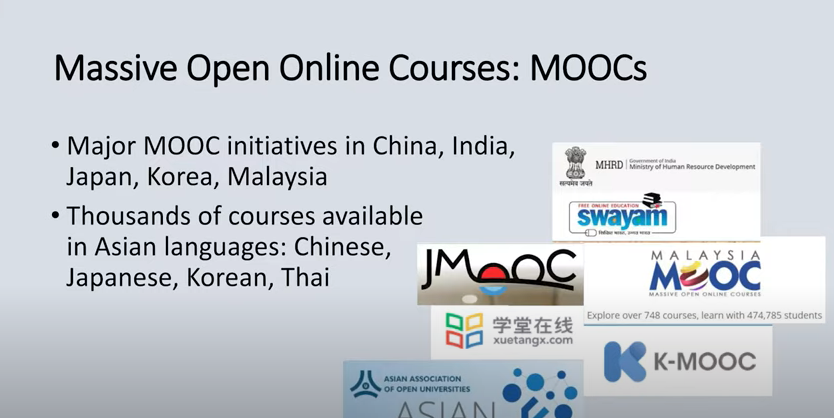 Massive Open Online Courses: MOOCs
• Major MOOC initiatives in China, India,
Japan, Korea, Malaysia
• Thousands of courses available
in Asian languages: Chinese,
Japanese, Korean, Thai
सत्यमेव जयते
MHRD
Government of India
Ministry of Human Resource Development
FREE ONLINE EDUCATION
swayam
JMOOC
MALAYSIA
MOOC
MASSIVE OPEN ONLINE COURSES
Explore over 748 courses, learn with 474,785 students
学堂在线
xuetangx.com
K-MOOC
ASIAN ASSOCIATION
OF OPEN UNIVERSITIES
ASIAN